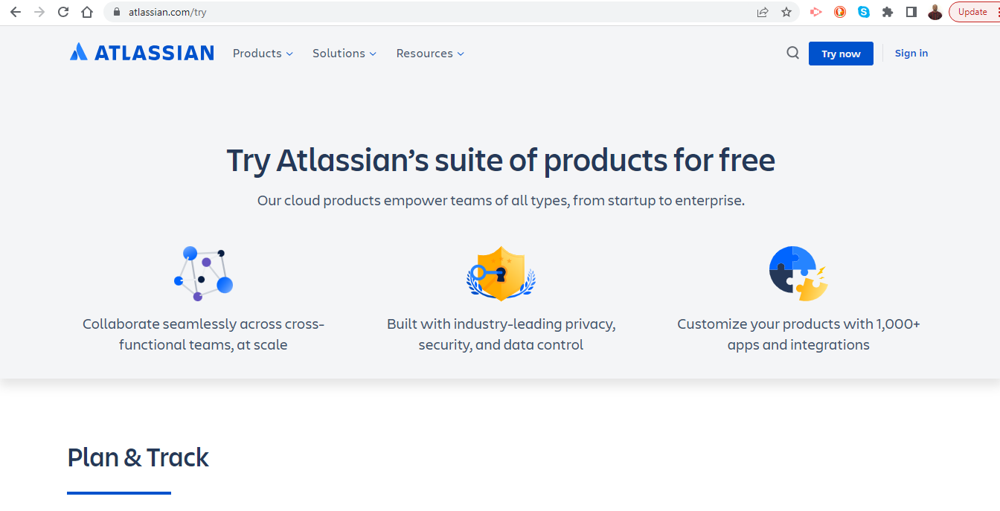 atlassian.com/try
Update
ATLASSIAN Products Solutions Resources Try now Sign in
Try Atlassian’s suite of products for free
Our cloud products empower teams of all types, from startup to enterprise.
Collaborate seamlessly across cross-
functional teams, at scale
Built with industry-leading privacy,
security, and data control
Customize your products with 1,000+
apps and integrations
Plan & Track